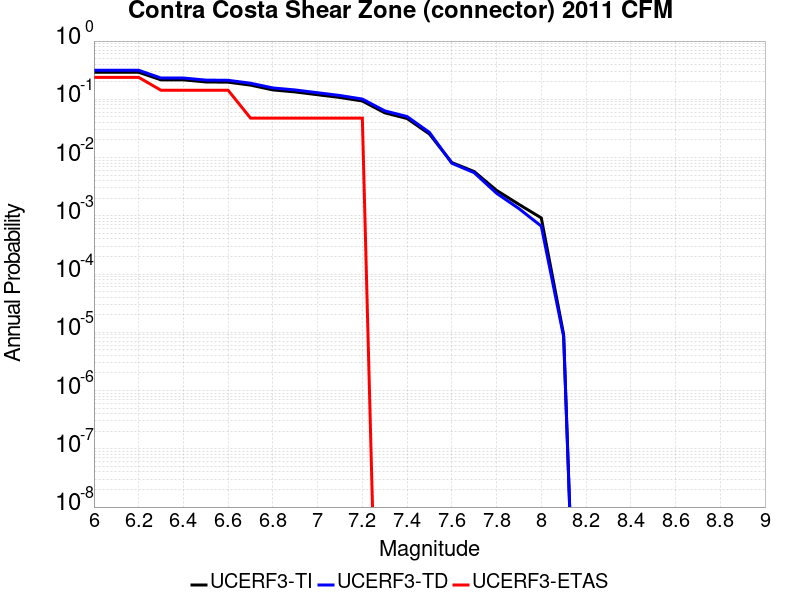 Contra Costa Shear Zone (connector) 2011 CFM
10^0
10^-1
10^-2
10^-3
10^-4
10^-5
10^-6
10^-7
10^-8
Annual Probability
6 6.2 6.4 6.6 6.8 7 7.2 7.4 7.6 7.8 8 8.2 8.4 8.6 8.8 9
Magnitude
UCERF3-TI UCERF3-TD UCERF3-ETAS